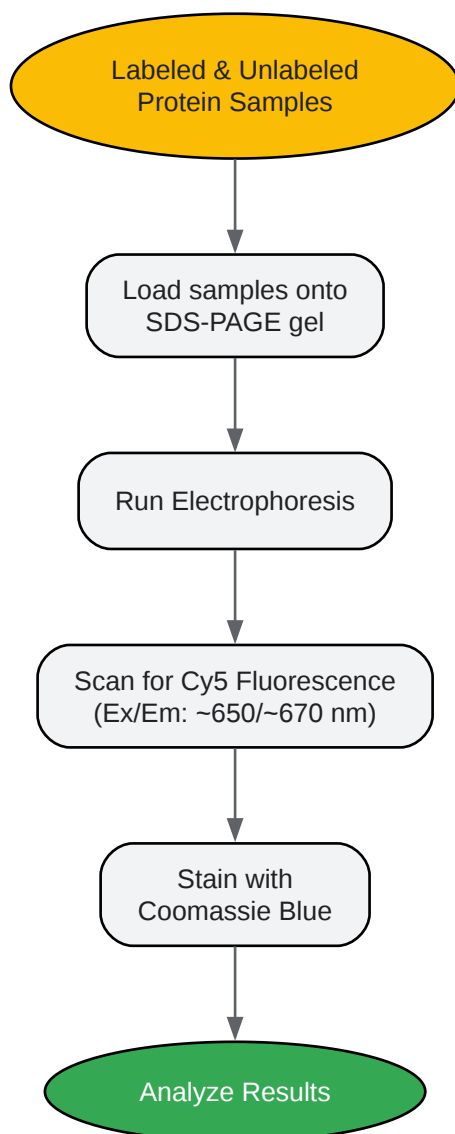 Labeled & Unlabeled
Protein Samples
Load samples onto
SDS-PAGE gel
Run Electrophoresis
Scan for Cy5 Fluorescence
(Ex/Em: ~650/~670 nm)
Stain with
Coomassie Blue
Analyze Results